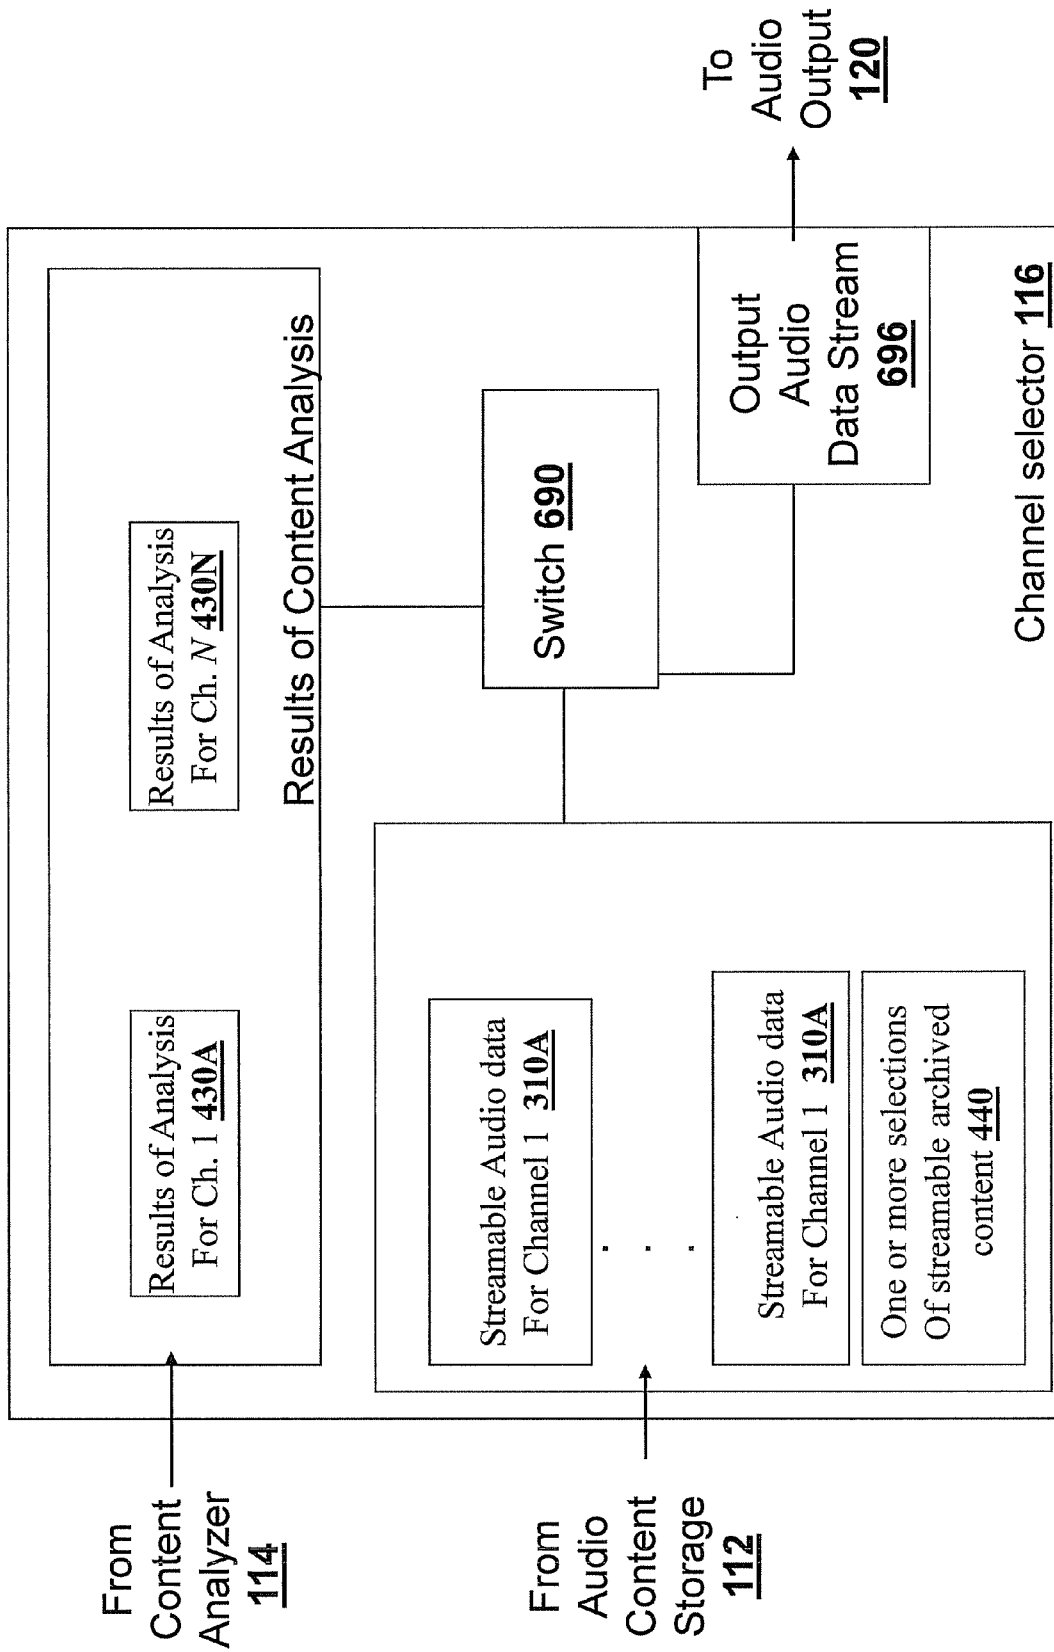 From
Content
Analyzer
114
Results of Analysis
For Ch. 1 430A
Results of Analysis
For Ch. N 430N
Results of Content Analysis
From
Audio
Content
Storage
112
Streamable Audio data
For Channel 1 310A
. . .
Streamable Audio data
For Channel 1 310A
One or more selections
Of streamable archived
content 440
Switch 690
Output
Audio
Data Stream
696
To
Audio
Output
120
Channel selector 116